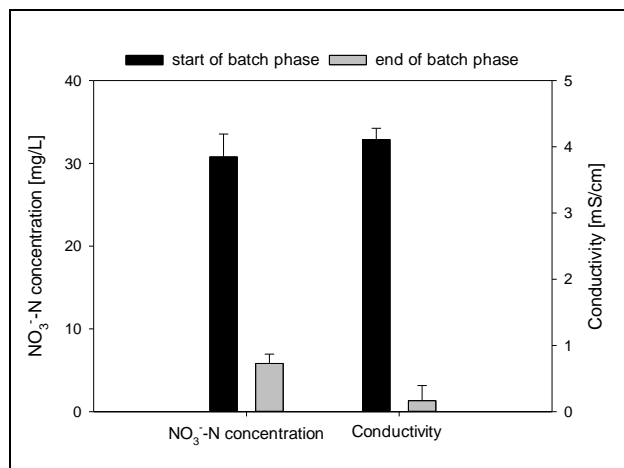 start of batch phase end of batch phase
NO₃⁻-N concentration [mg/L]
40
30
20
10
0
Conductivity [mS/cm]
5
4
3
2
1
0
NO₃⁻-N concentration Conductivity